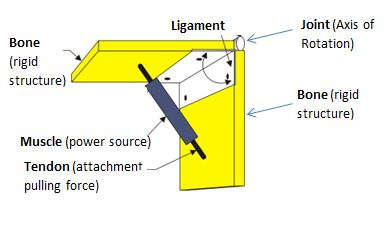 Ligament
Joint (Axis of
Rotation)
Bone
(rigid
structure)
Bone (rigid
structure)
Muscle (power source)
Tendon (attachment
pulling force)